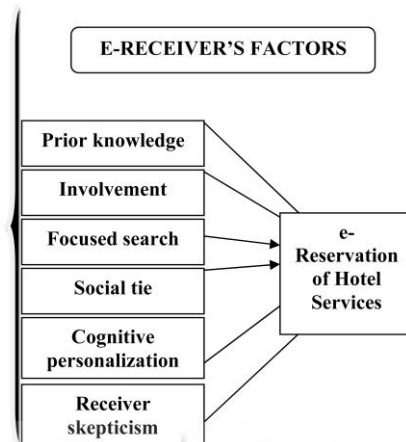 E-RECEIVER'S FACTORS
Prior knowledge
Involvement
Focused search
Social tie
Cognitive
personalization
Receiver
skepticism
e-
Reservation
of Hotel
Services